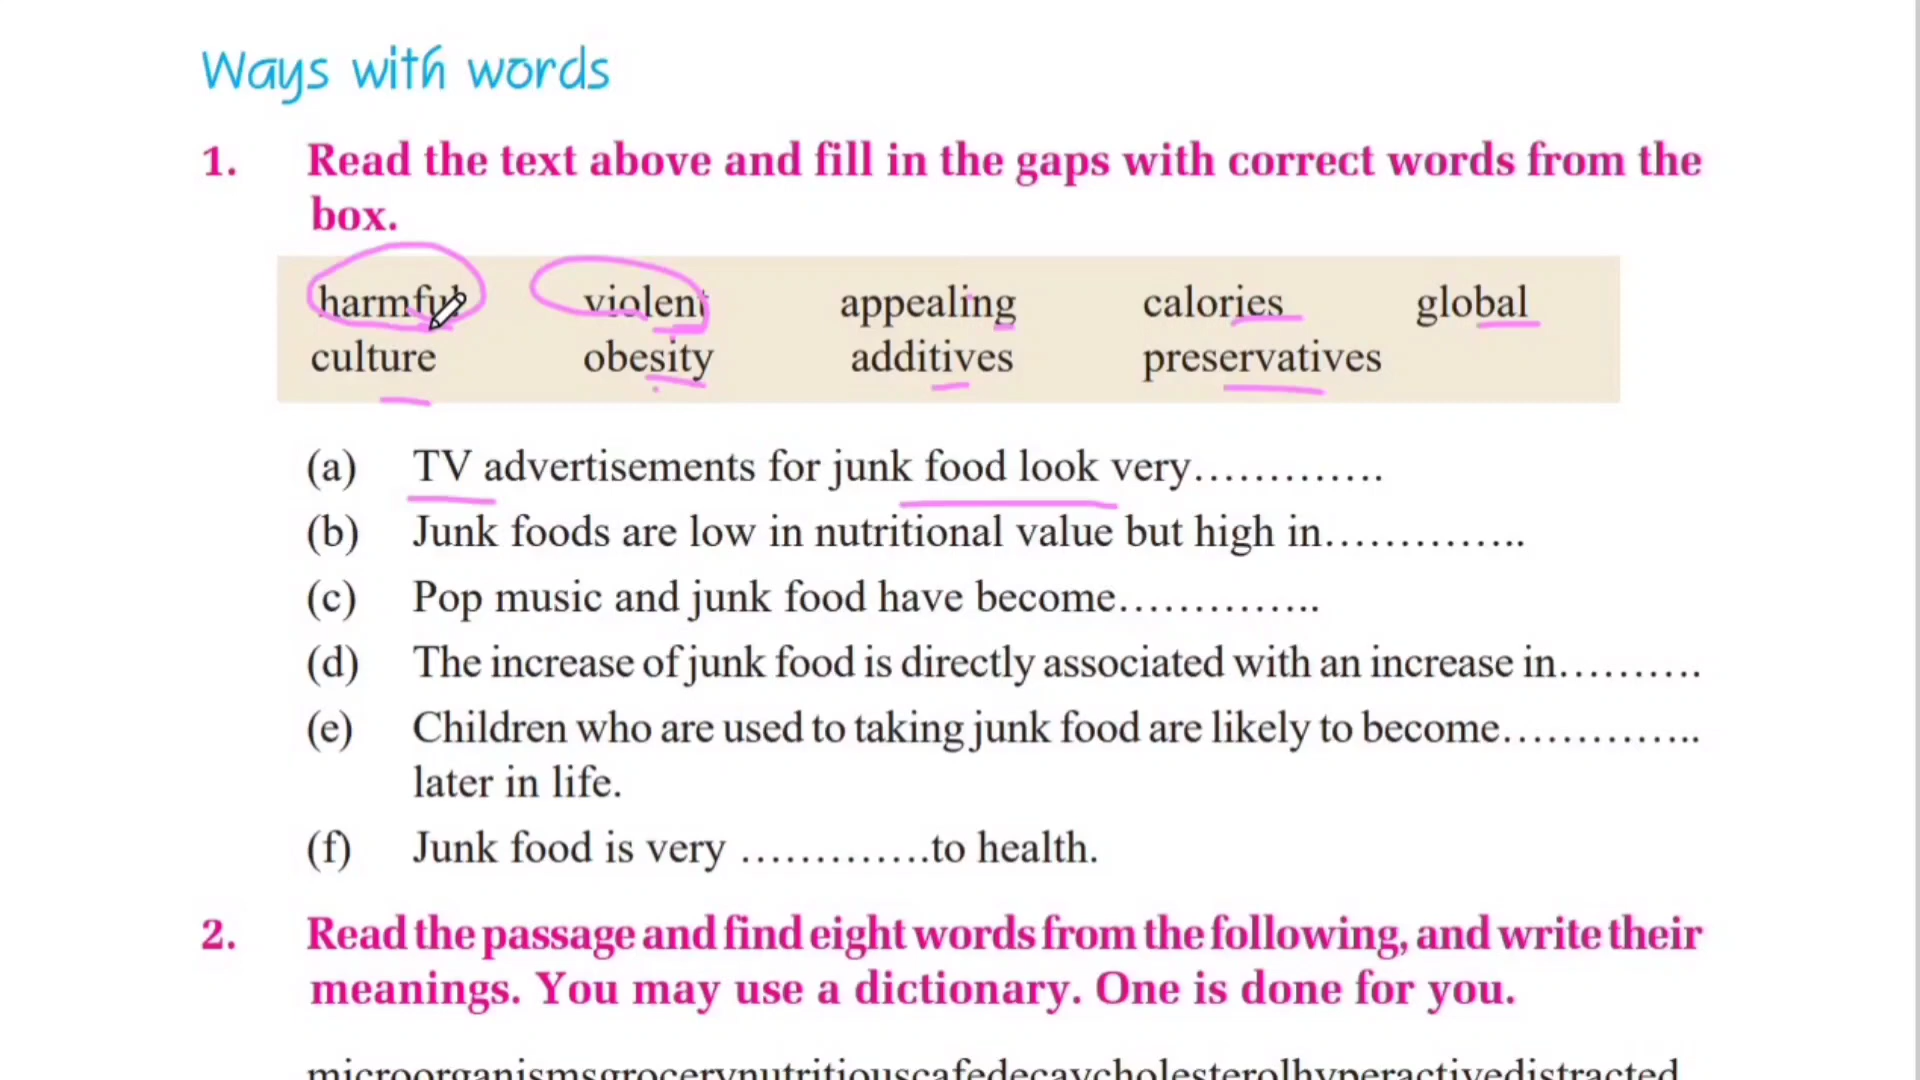 Ways with words
1. Read the text above and fill in the gaps with correct words from the
box.
harmful violent appealing calories global
culture obesity additives preservatives
(a) TV advertisements for junk food look very………….
(b) Junk foods are low in nutritional value but high in…………..
(c) Pop music and junk food have become…………..
(d) The increase of junk food is directly associated with an increase in……….
(e) Children who are used to taking junk food are likely to become…………..
later in life.
(f) Junk food is very ………….to health.
2. Read the passage and find eight words from the following, and write their
meanings. You may use a dictionary. One is done for you.
microorganismsgrocerynutritiouscafedecaycholesterolhyperactivedistracted